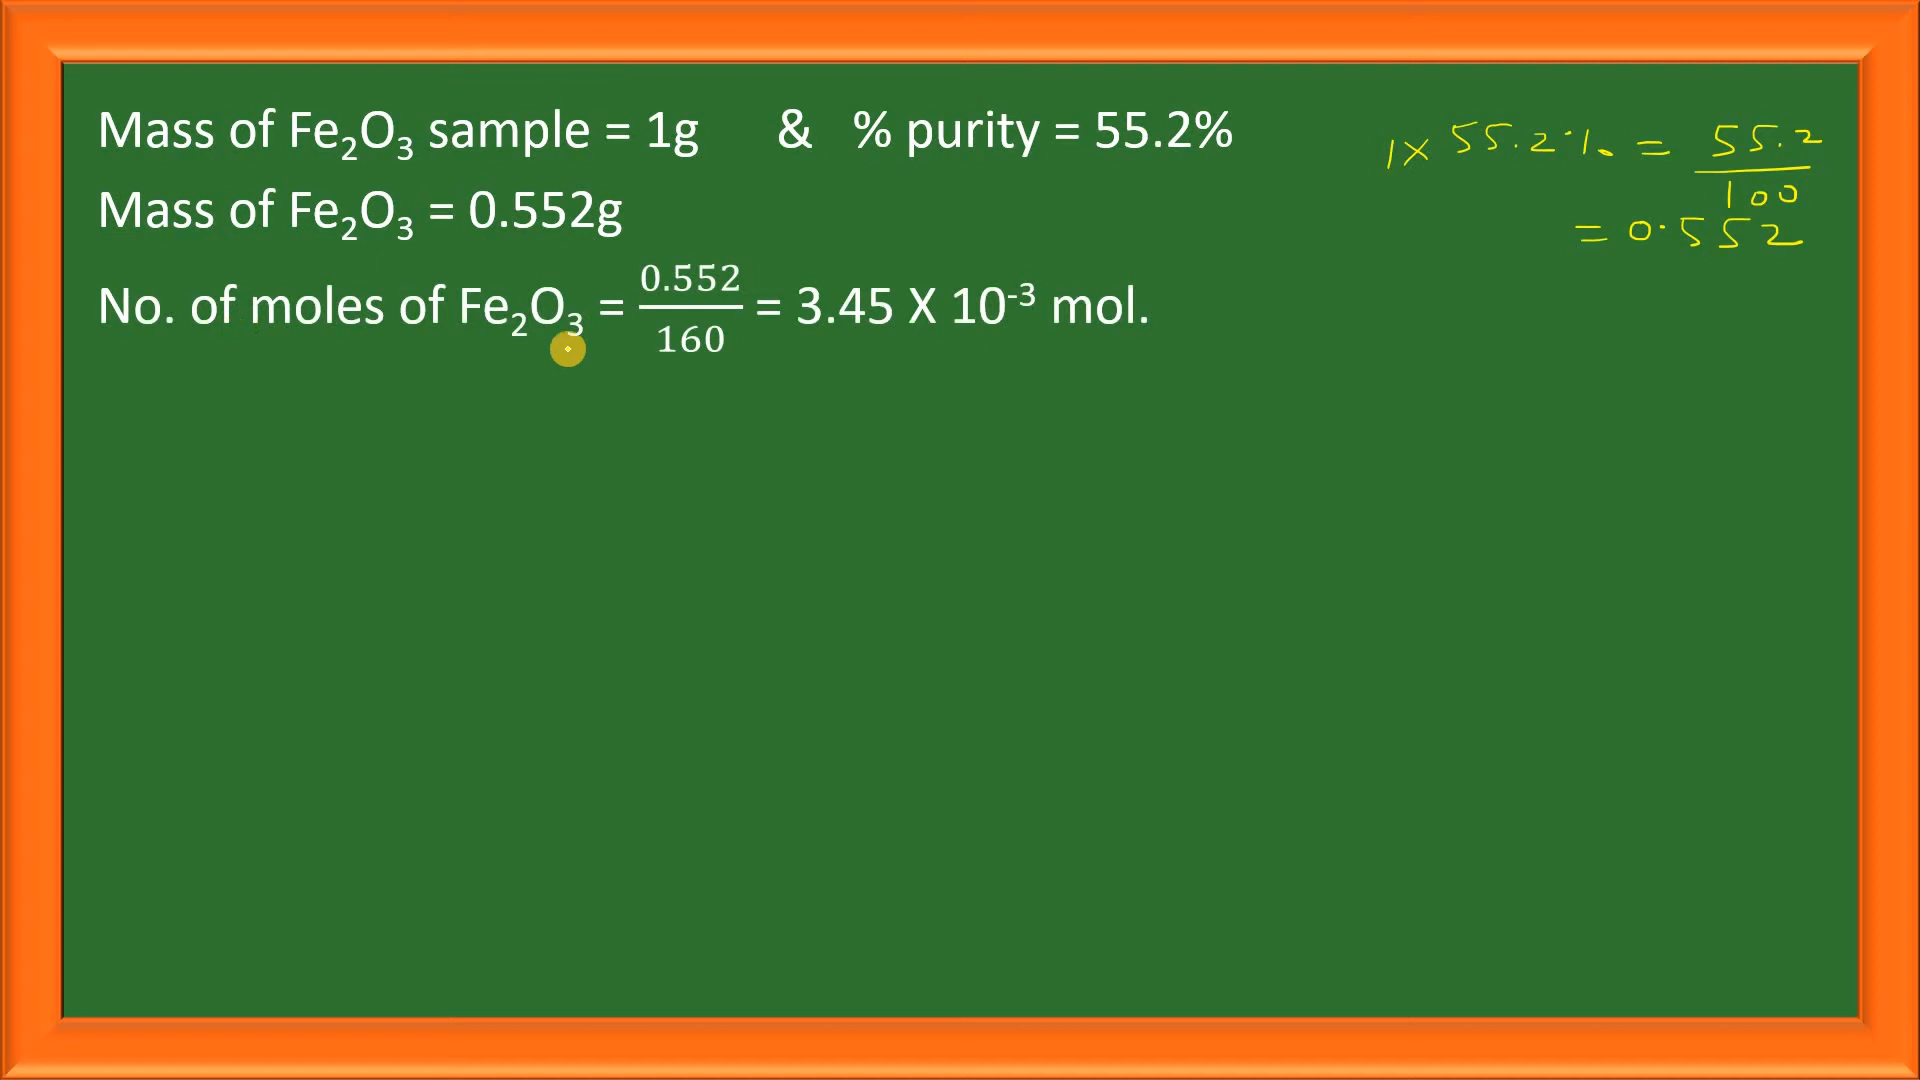 Mass of Fe₂O₃ sample = 1g & % purity = 55.2%
1 × 55.2% = 55.2/100
Mass of Fe₂O₃ = 0.552g
= 0.552
No. of moles of Fe₂O₃ = 0.552/160 = 3.45 X 10⁻³ mol.